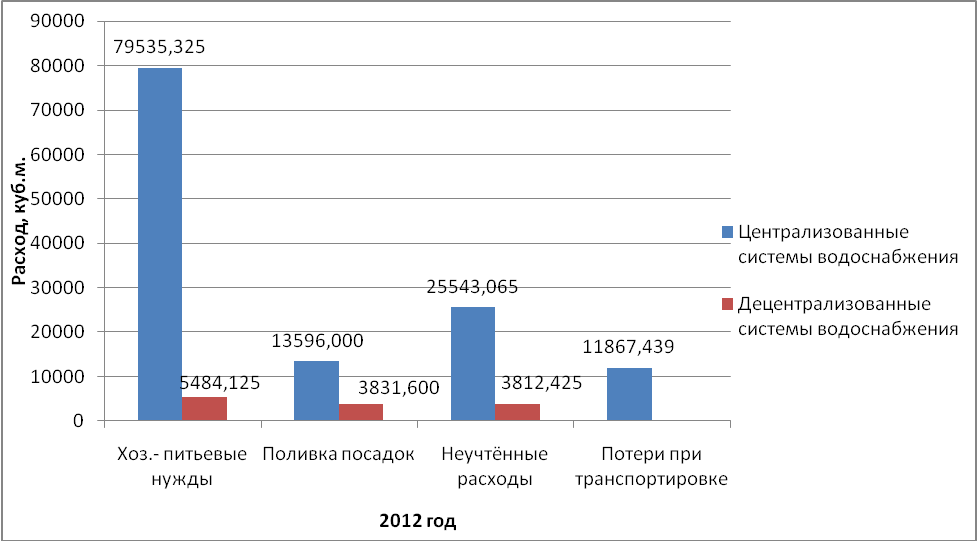 90000
80000
70000
60000
50000
40000
30000
20000
10000
0
Расход, куб.м.
79535,325
5484,125
13596,000
3831,600
25543,065
3812,425
11867,439
Хоз.- питьевые
нужды
Поливка посадок
Неучтённые
расходы
Потери при
транспортировке
2012 год
Централизованные
системы водоснабжения
Децентрализованные
системы водоснабжения